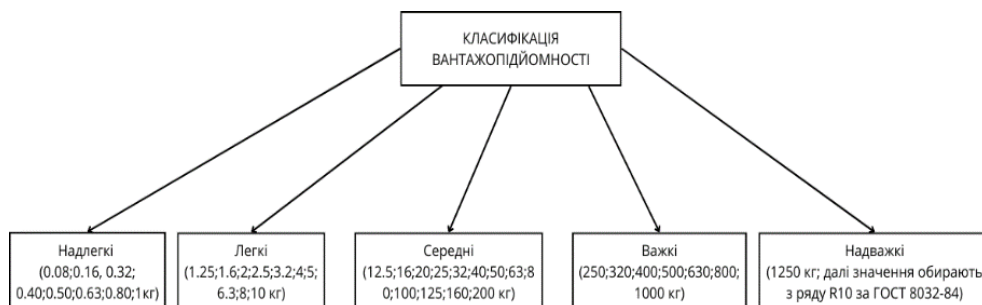 КЛАСИФІКАЦІЯ
ВАНТАЖОПІДЙОМНОСТІ
Надлегкі
(0.08;0.16, 0.32;
0.40;0.50;0.63;0.80;1кг)
Легкі
(1.25;1.6;2;2.5;3.2;4;5;
6.3;8;10 кг)
Середні
(12.5;16;20;25;32;40;50;63;8
0;100;125;160;200 кг)
Важкі
(250;320;400;500;630;800;
1000 кг)
Надважкі
(1250 кг; далі значення обирають
з ряду R10 за ГОСТ 8032-84)